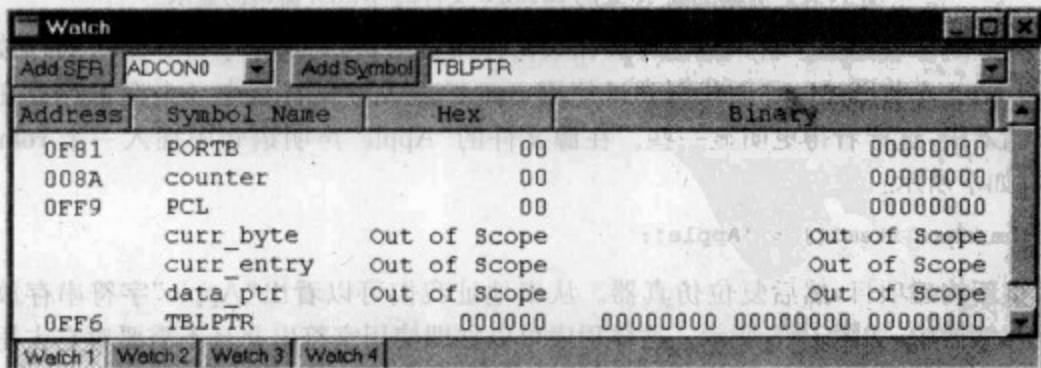 Watch
Add SFR ADCON0 Add Symbol TBLPTR
Address Symbol Name Hex Binary
0F81 PORTB 00 00000000
008A counter 00 00000000
0FF9 PCL 00 00000000
curr_byte Out of Scope Out of Scope
curr_entry Out of Scope Out of Scope
data_ptr Out of Scope Out of Scope
0FF6 TBLPTR 000000 00000000 00000000 00000000
Watch 1 Watch 2 Watch 3 Watch 4